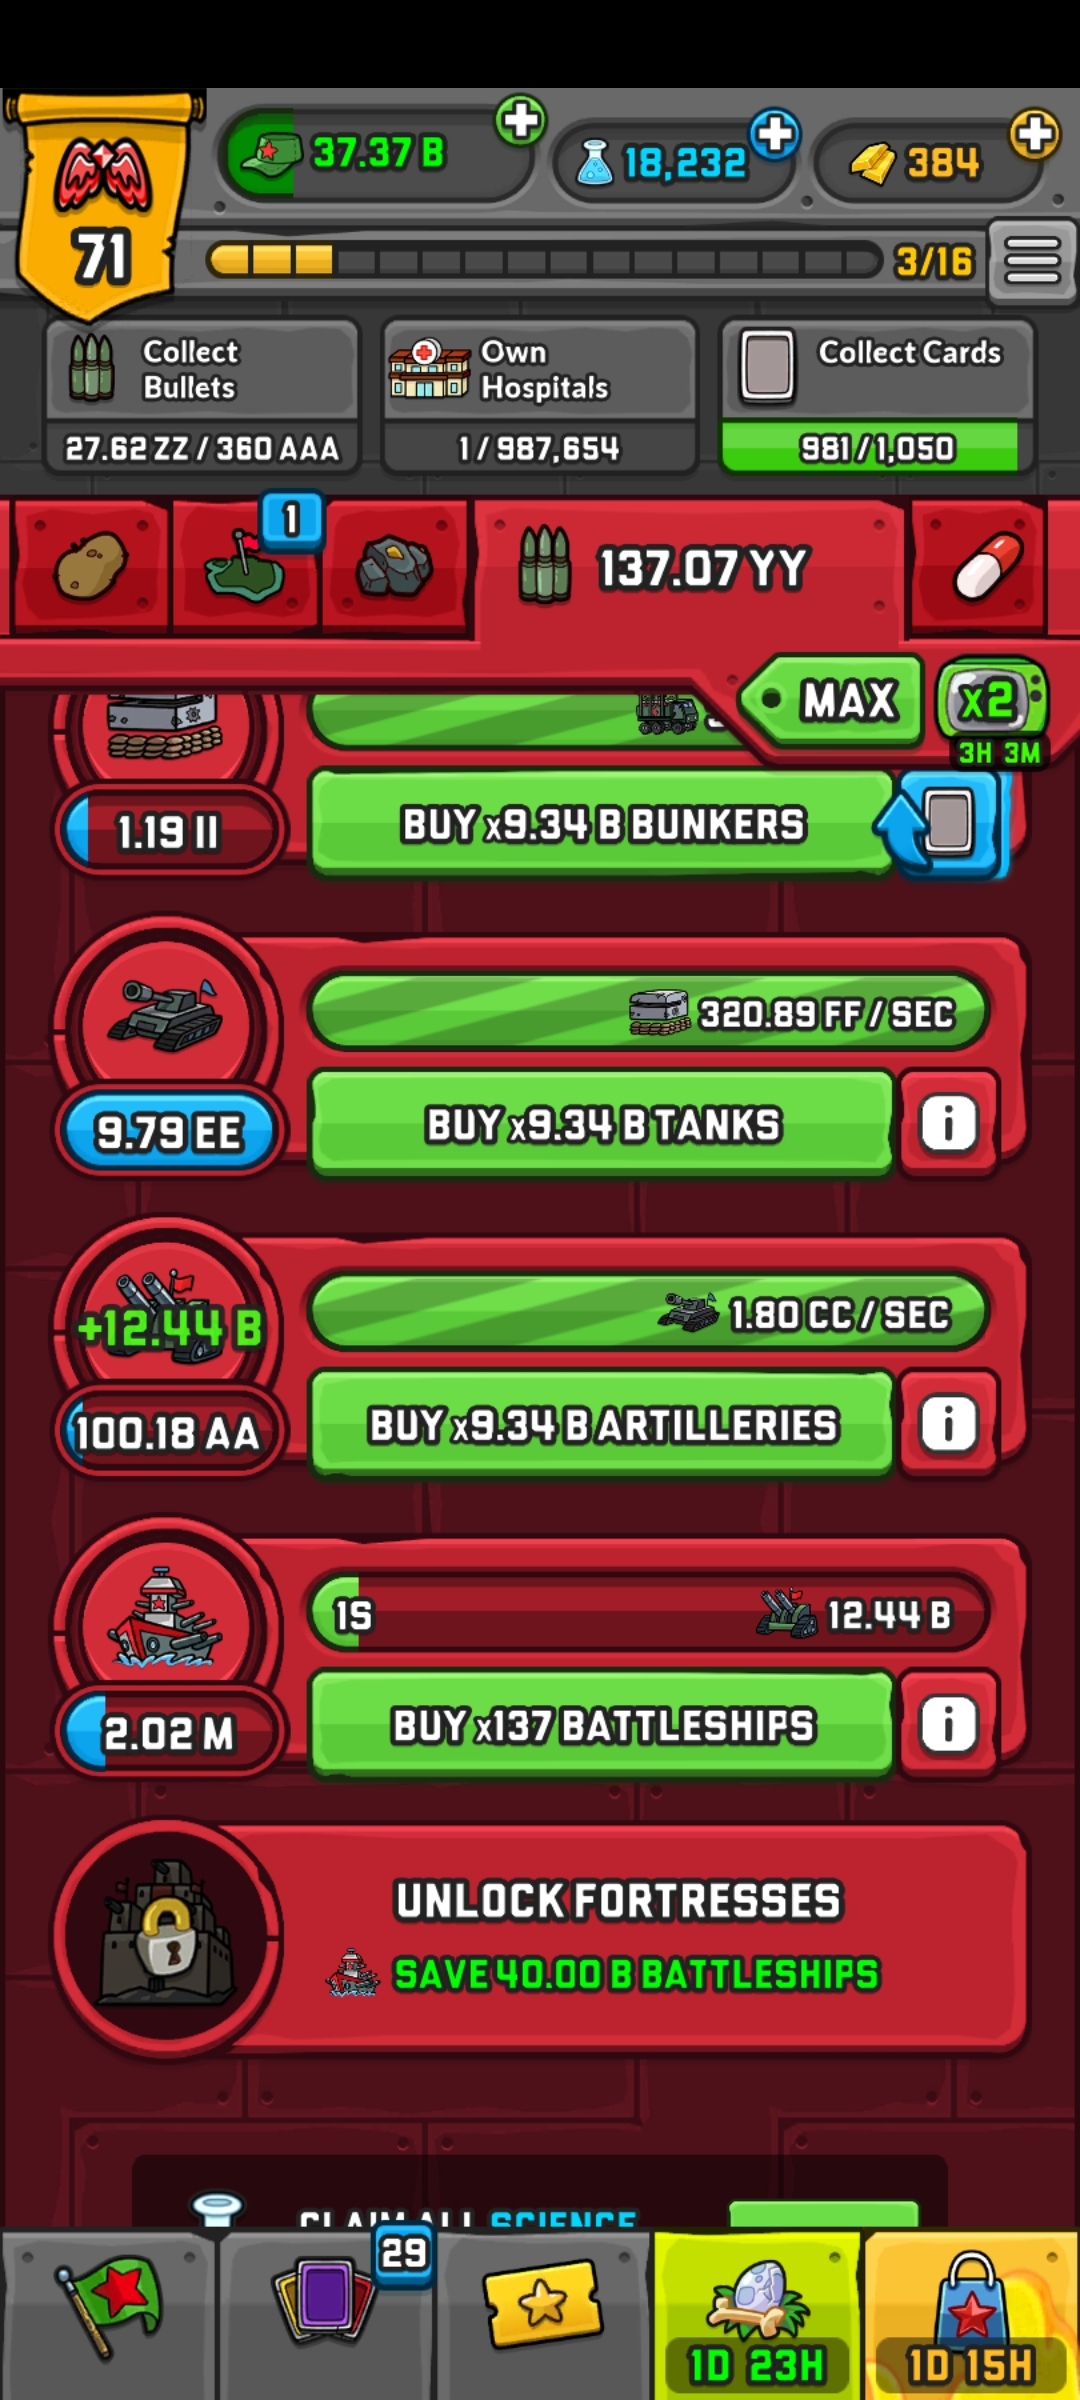 37.37 B
18,232
384
71
3/16
Collect Bullets
27.62 ZZ / 360 AAA
Own Hospitals
1 / 987,654
Collect Cards
981 / 1,050
1
137.07 YY
MAX
x2
3H 3M
1.19 II
BUY x9.34 B BUNKERS
320.89 FF / SEC
9.79 EE
BUY x9.34 B TANKS
i
+12.44 B
1.80 CC / SEC
100.18 AA
BUY x9.34 B ARTILLERIES
i
1S
12.44 B
2.02 M
BUY x137 BATTLESHIPS
i
UNLOCK FORTRESSES
SAVE 40.00 B BATTLESHIPS
CLAIM ALL SCIENCE
29
1D 23H
1D 15H